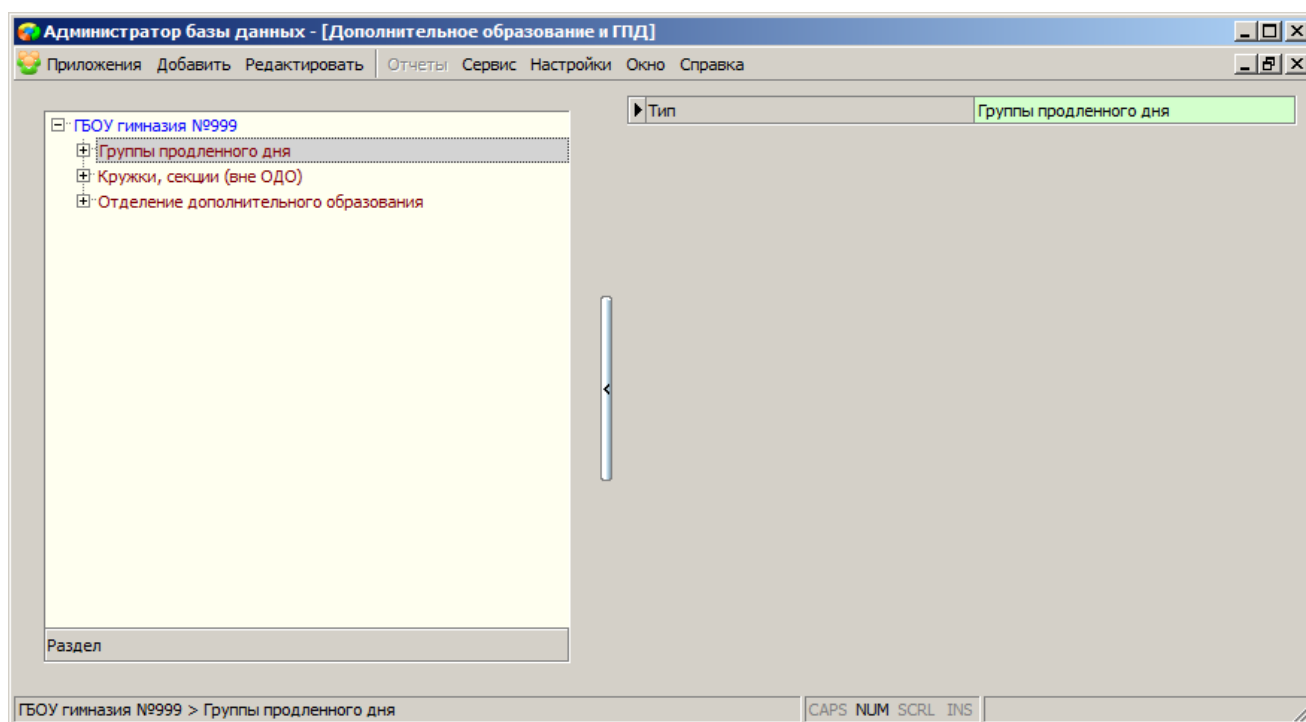 Администратор базы данных - [Дополнительное образование и ГПД]
Приложения Добавить Редактировать Отчеты Сервис Настройки Окно Справка
Тип Группы продленного дня
ГБОУ гимназия №999
Группы продленного дня
Кружки, секции (вне ОДО)
Отделение дополнительного образования
Раздел
ГБОУ гимназия №999 > Группы продленного дня CAPS NUM SCRL INS